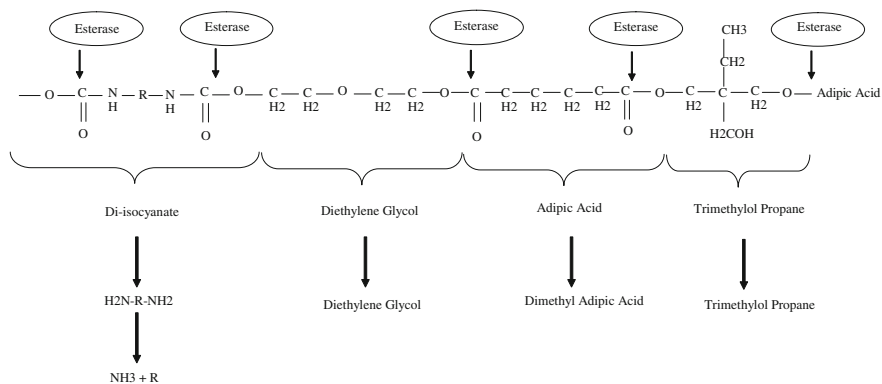 Esterase Esterase Esterase Esterase Esterase
CH3
CH2
O C N R N C O C C O C C O C C C C C C O C C C O Adipic Acid
H H H2 H2 H2 H2 H2 H2 H2 H2 H2 H2
O O O O H2COH
Di-isocyanate Diethylene Glycol Adipic Acid Trimethylol Propane
H2N-R-NH2 Diethylene Glycol Dimethyl Adipic Acid Trimethylol Propane
NH3 + R